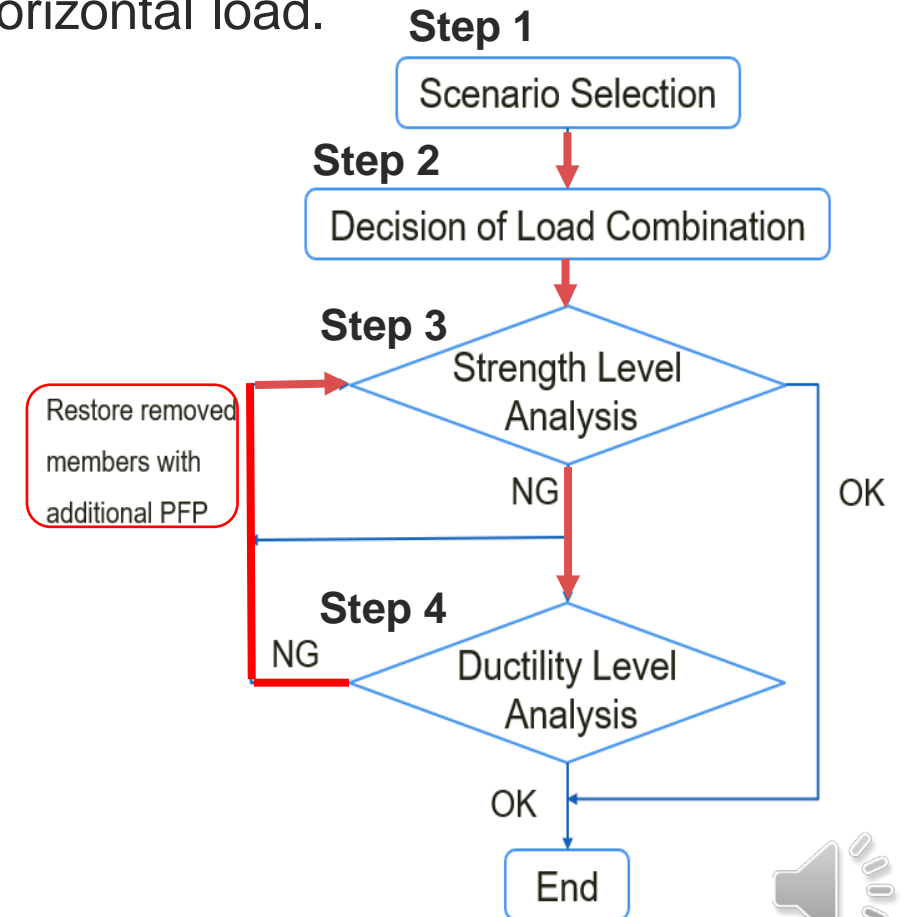 orizontal load.
Step 1
Scenario Selection
Step 2
Decision of Load Combination
Step 3
Strength Level
Analysis
Restore removed
members with
additional PFP
NG
OK
Step 4
NG
Ductility Level
Analysis
OK
End